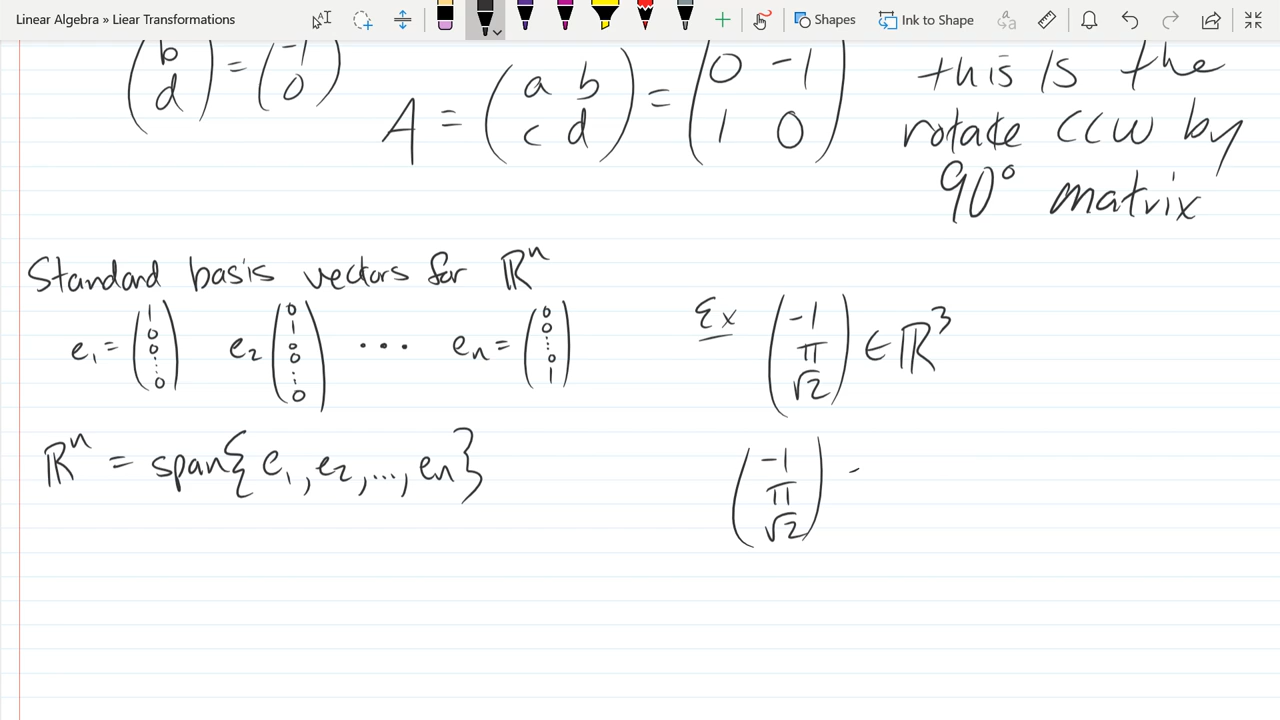 Linear Algebra » Liear Transformations
Shapes
Ink to Shape
(b d) = (-1 0)
A = (a b c d) = (0 -1 1 0)
this is the
rotate CCW by
90° matrix
Standard basis vectors for ℝⁿ
e₁ = (1 0 0 ⋮ 0) e₂ (0 1 0 0 ⋮ 0) ... eₙ = (0 0 ⋮ 0 1)
ℝⁿ = span{e₁, e₂, ..., eₙ}
Ex (-1 π √2) ∈ ℝ³
(-1 π √2) -